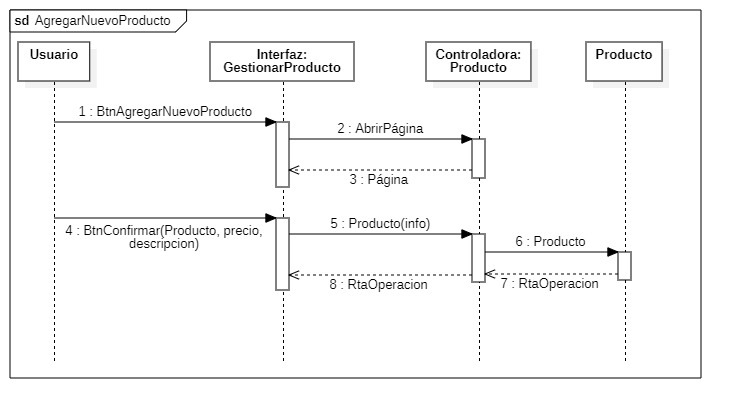 sd AgregarNuevoProducto
Usuario
Interfaz:
GestionarProducto
Controladora:
Producto
Producto
1 : BtnAgregarNuevoProducto
2 : AbrirPágina
3 : Página
4 : BtnConfirmar(Producto, precio,
descripcion)
5 : Producto(info)
6 : Producto
7 : RtaOperacion
8 : RtaOperacion